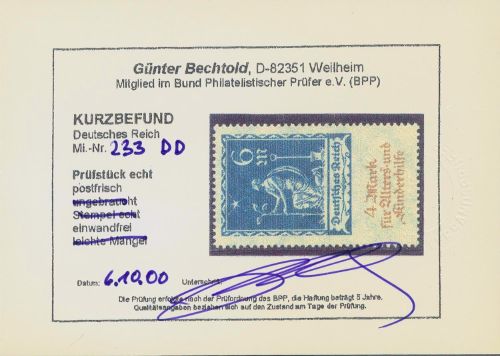 Günter Bechtold, D-82351 Weilheim
Mitglied im Bund Philatelistischer Prüfer e.V. (BPP)
KURZBEFUND
Deutsches Reich
Mi.-Nr. 233 DD
Prüfstück echt
postfrisch
ungebraucht
Stempel echt
einwandfrei
leichte Mängel
6 M
Deutsches Reich
4 Mark
für Alters-und
Kinderhilfe
Datum: 6.10.00 Unterschrift:
Die Prüfung erfolgte nach der Prüfordnung des BPP, die Haftung beträgt 5 Jahre.
Qualitätsangaben beziehen sich auf den Zustand am Tage der Prüfung.